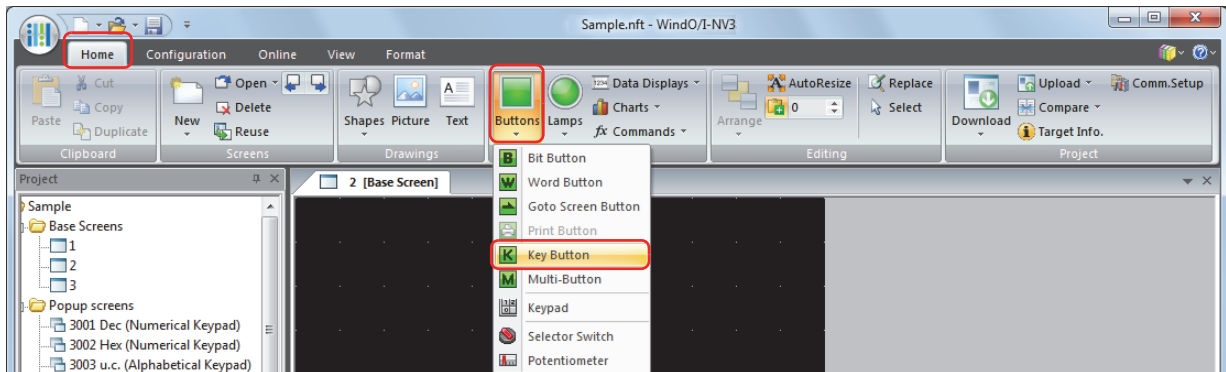 Sample.nft - WindO/I-NV3
Home Configuration Online View Format
Paste
Cut
Copy
Duplicate
Clipboard
New
Open
Delete
Reuse
Screens
Shapes Picture Text
Drawings
Buttons Lamps
Data Displays
Charts
fx Commands
Arrange
AutoResize
0
Replace
Select
Editing
Download
Upload
Compare
Target Info.
Comm.Setup
Project
Project
2 [Base Screen]
Sample
Base Screens
1
2
3
Popup screens
3001 Dec (Numerical Keypad)
3002 Hex (Numerical Keypad)
3003 u.c. (Alphabetical Keypad)
B Bit Button
W Word Button
Goto Screen Button
Print Button
K Key Button
M Multi-Button
Keypad
Selector Switch
Potentiometer